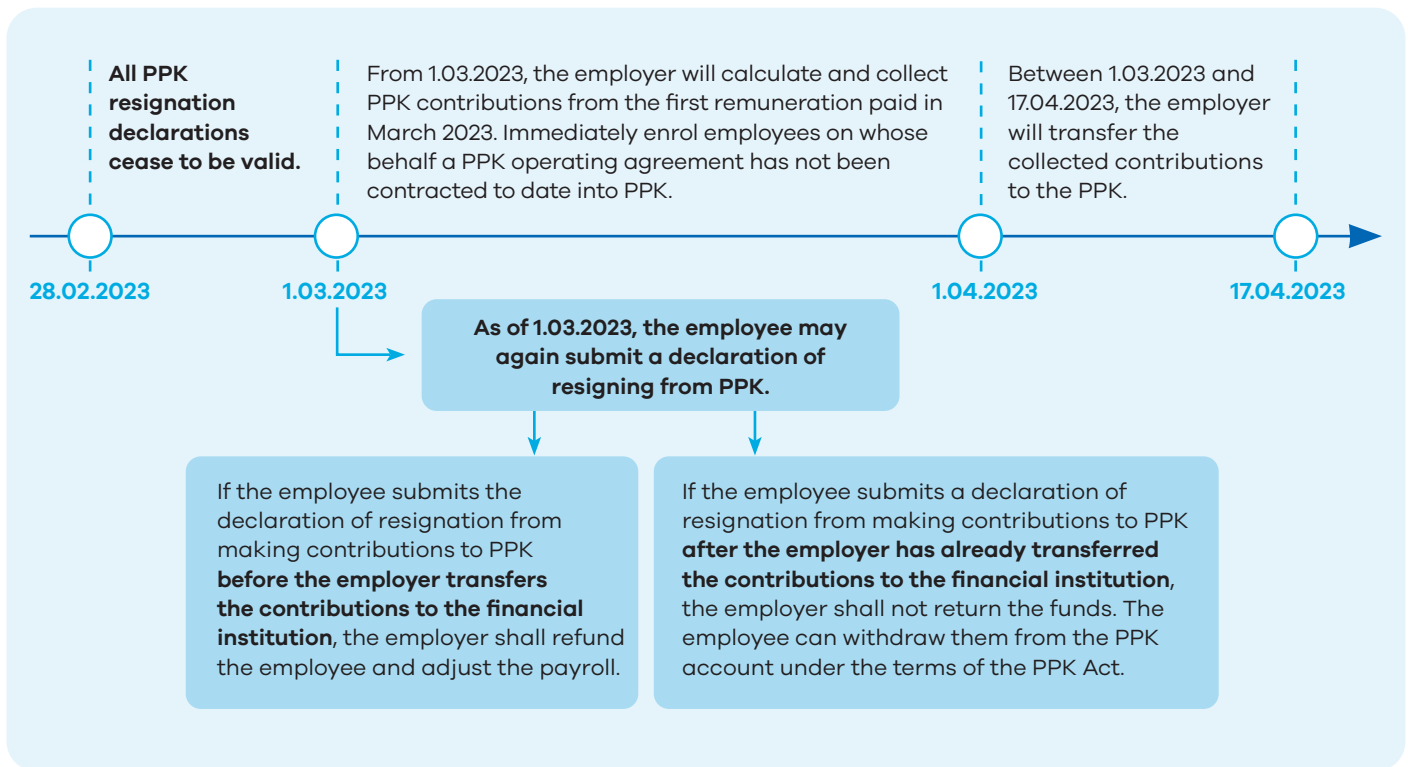 All PPK
resignation
declarations
cease to be valid.
From 1.03.2023, the employer will calculate and collect
PPK contributions from the first remuneration paid in
March 2023. Immediately enrol employees on whose
behalf a PPK operating agreement has not been
contracted to date into PPK.
Between 1.03.2023 and
17.04.2023, the employer
will transfer the
collected contributions
to the PPK.
28.02.2023
1.03.2023
1.04.2023
17.04.2023
As of 1.03.2023, the employee may
again submit a declaration of
resigning from PPK.
If the employee submits the
declaration of resignation from
making contributions to PPK
before the employer transfers
the contributions to the financial
institution, the employer shall refund
the employee and adjust the payroll.
If the employee submits a declaration of
resignation from making contributions to PPK
after the employer has already transferred
the contributions to the financial institution,
the employer shall not return the funds. The
employee can withdraw them from the PPK
account under the terms of the PPK Act.